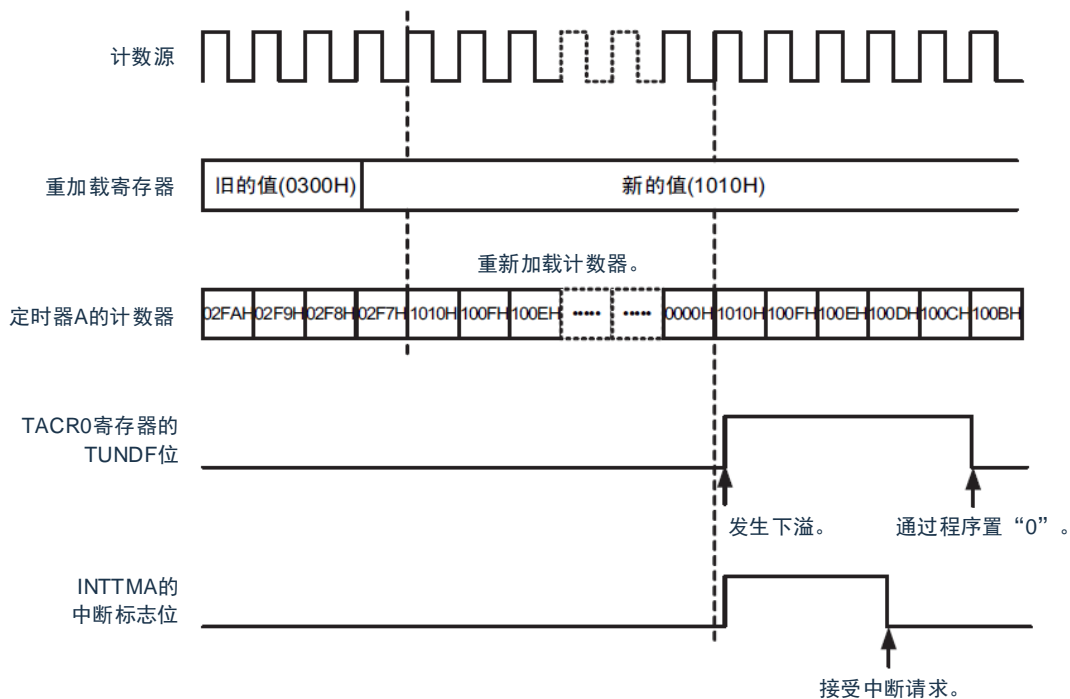 计数源
重加载寄存器
旧的值(0300H)
新的值(1010H)
重新加载计数器。
定时器A的计数器
02FAH 02F9H 02F8H 02F7H 1010H 100FH 100EH ••••• ••••• 0000H 1010H 100FH 100EH 100DH 100CH 100BH
TACR0寄存器的
TUNDF位
发生下溢。
通过程序置“0”。
INTTMA的
中断标志位
接受中断请求。